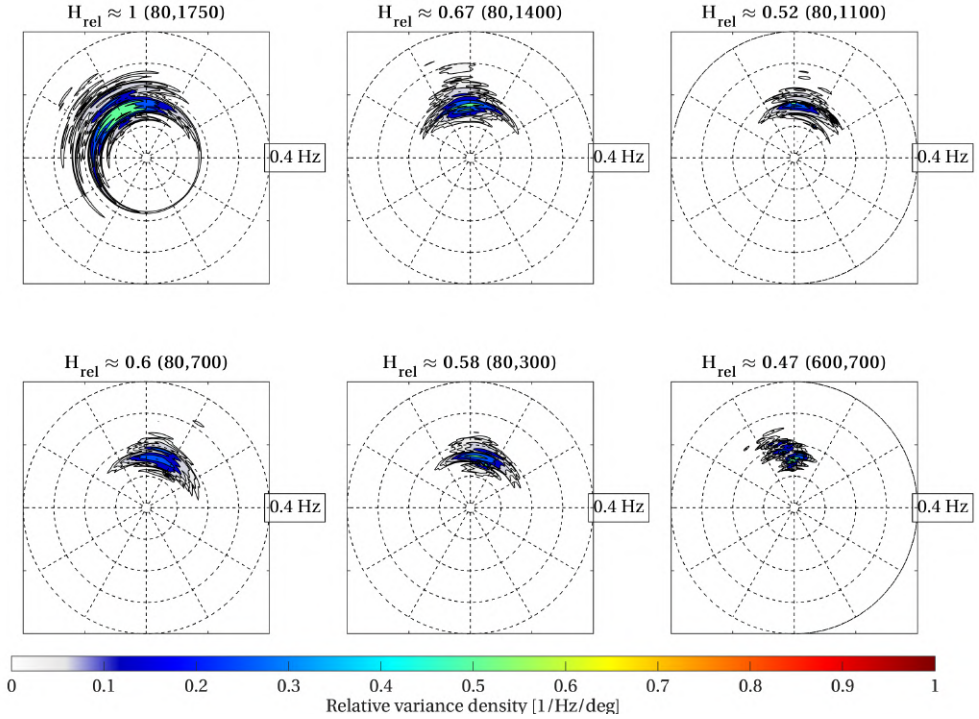 H_rel ≈ 1 (80,1750)
H_rel ≈ 0.67 (80,1400)
H_rel ≈ 0.52 (80,1100)
0.4 Hz
0.4 Hz
0.4 Hz
H_rel ≈ 0.6 (80,700)
H_rel ≈ 0.58 (80,300)
H_rel ≈ 0.47 (600,700)
0.4 Hz
0.4 Hz
0.4 Hz
0 0.1 0.2 0.3 0.4 0.5 0.6 0.7 0.8 0.9 1
Relative variance density [1/Hz/deg]